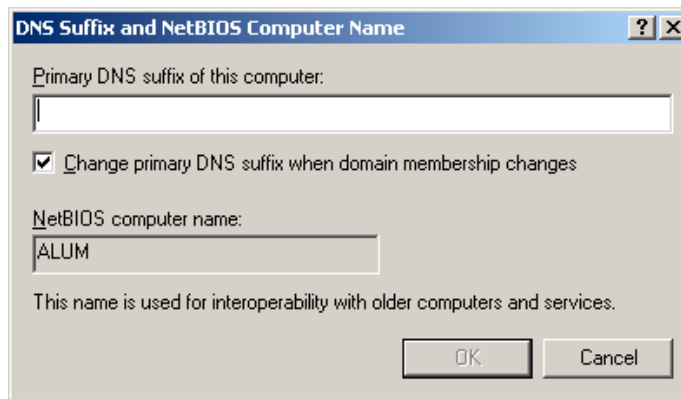 DNS Suffix and NetBIOS Computer Name
Primary DNS suffix of this computer:
Change primary DNS suffix when domain membership changes
NetBIOS computer name:
ALUM
This name is used for interoperability with older computers and services.
OK Cancel